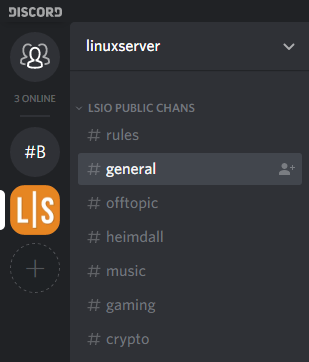 DISCORD
linuxserver
3 ONLINE
#B
L|S
LSIO PUBLIC CHANS
# rules
# general
# offtopic
# heimdall
# music
# gaming
# crypto